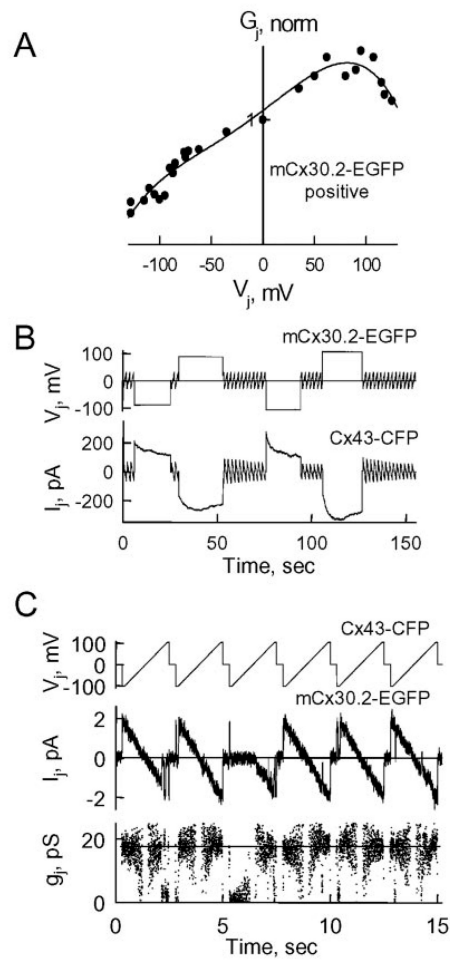 A
Gj, norm
1
mCx30.2-EGFP
positive
-100 -50 0 50 100
Vj, mV
B
mCx30.2-EGFP
100
0
-100
Vj, mV
Cx43-CFP
200
0
-200
Ij, pA
0 50 100 150
Time, sec
C
Cx43-CFP
100
0
-100
Vj, mV
mCx30.2-EGFP
2
0
-2
Ij, pA
20
0
gj, pS
0 5 10 15
Time, sec